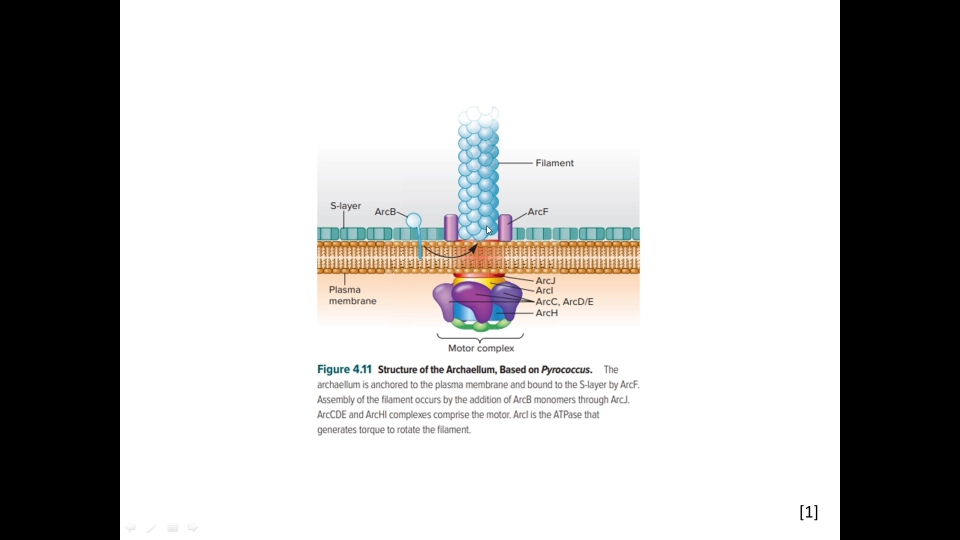 Filament
S-layer
ArcB
ArcF
Plasma
membrane
ArcJ
ArcI
ArcC, ArcD/E
ArcH
Motor complex
Figure 4.11 Structure of the Archaellum, Based on Pyrococcus. The
archaellum is anchored to the plasma membrane and bound to the S-layer by ArcF.
Assembly of the filament occurs by the addition of ArcB monomers through ArcJ.
ArcCDE and ArcHI complexes comprise the motor. ArcI is the ATPase that
generates torque to rotate the filament.
[1]